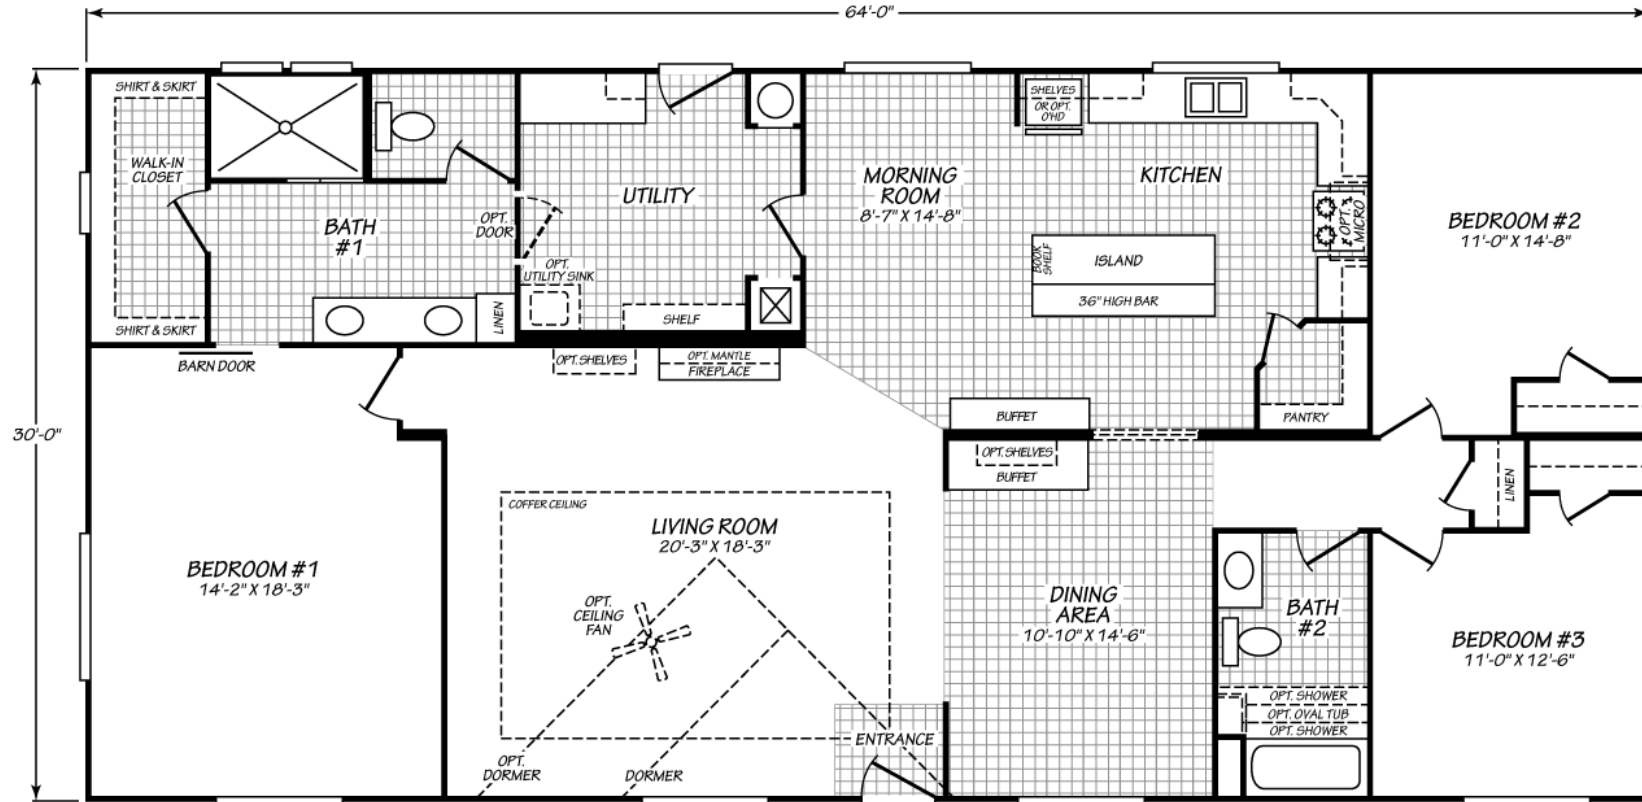 64'-0"
30'-0"
SHIRT & SKIRT
WALK-IN
CLOSET
SHIRT & SKIRT
BATH
#1
OPT.
DOOR
LINEN
BARN DOOR
UTILITY
OPT.
UTILITY SINK
SHELF
OPT. SHELVES
OPT. MANTLE
FIREPLACE
MORNING
ROOM
8'-7" X 14'-8"
SHELVES
OR OPT.
O'HD
KITCHEN
OPT.
MICRO
BOOK
SHELF
ISLAND
36" HIGH BAR
PANTRY
BUFFET
OPT. SHELVES
BUFFET
BEDROOM #2
11'-0" X 14'-8"
LINEN
BEDROOM #1
14'-2" X 18'-3"
COFFER CEILING
LIVING ROOM
20'-3" X 18'-3"
OPT.
CEILING
FAN
OPT.
DORMER
DORMER
ENTRANCE
DINING
AREA
10'-10" X 14'-6"
BATH
#2
OPT. SHOWER
OPT. OVAL TUB
OPT. SHOWER
BEDROOM #3
11'-0" X 12'-6"